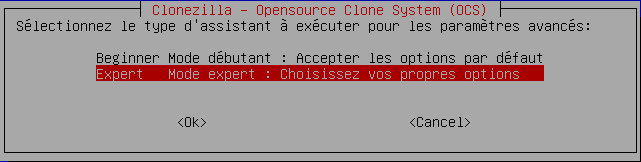 Clonezilla - Opensource Clone System (OCS)
Sélectionnez le type d'assistant à exécuter pour les paramètres avancés:
Beginner Mode débutant : Accepter les options par défaut
Expert Mode expert : Choisissez vos propres options
<Ok> <Cancel>